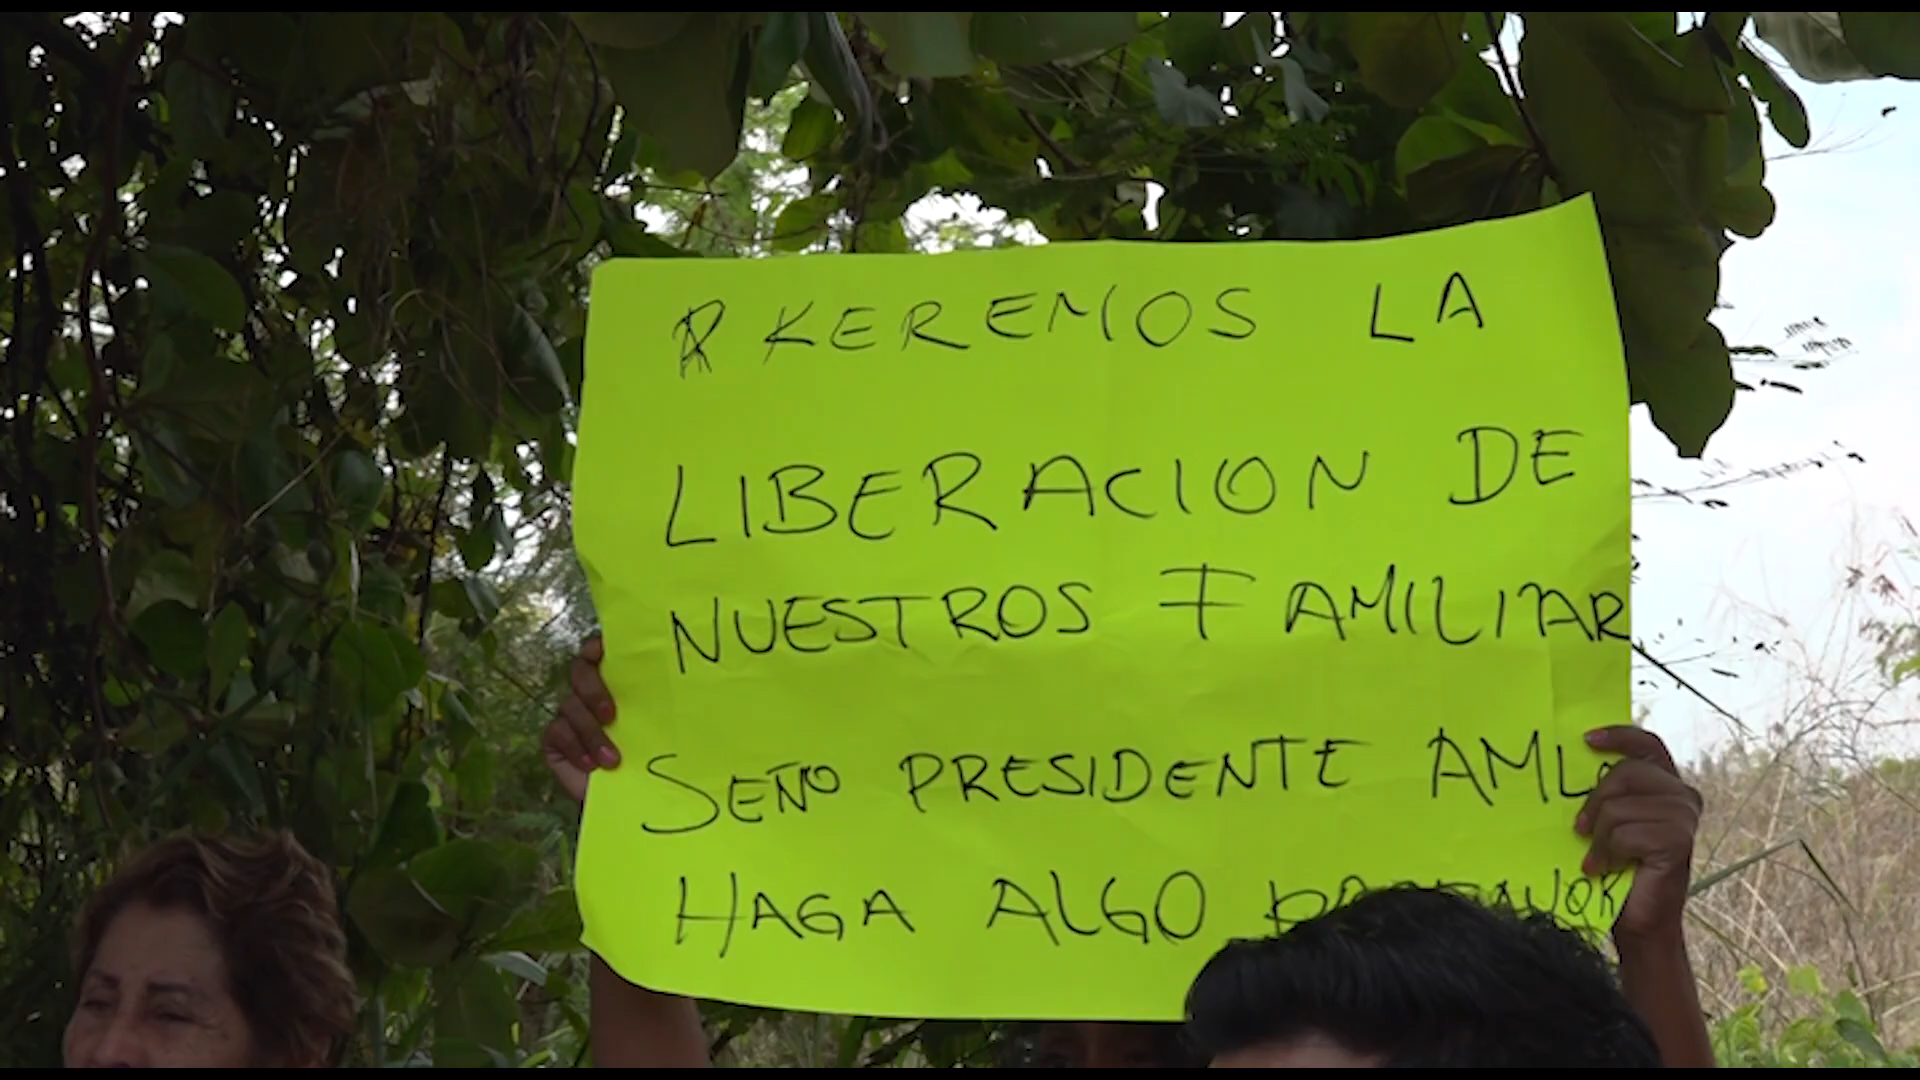 KEREMOS LA
LIBERACION DE
NUESTROS FAMILIAR
SEÑO PRESIDENTE AML
HAGA ALGO